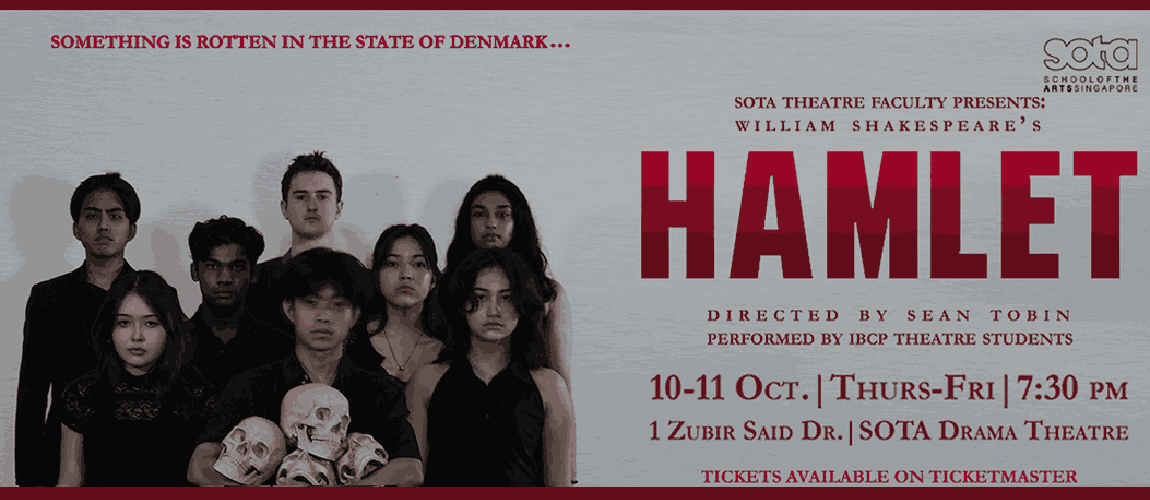 SOMETHING IS ROTTEN IN THE STATE OF DENMARK...
sota
SCHOOLOFTHE
ARTSSINGAPORE
SOTA THEATRE FACULTY PRESENTS:
WILLIAM SHAKESPEARE'S
HAMLET
DIRECTED BY SEAN TOBIN
PERFORMED BY IBCP THEATRE STUDENTS
10-11 OCT. | THURS-FRI | 7:30 PM
1 ZUBIR SAID DR. | SOTA DRAMA THEATRE
TICKETS AVAILABLE ON TICKETMASTER